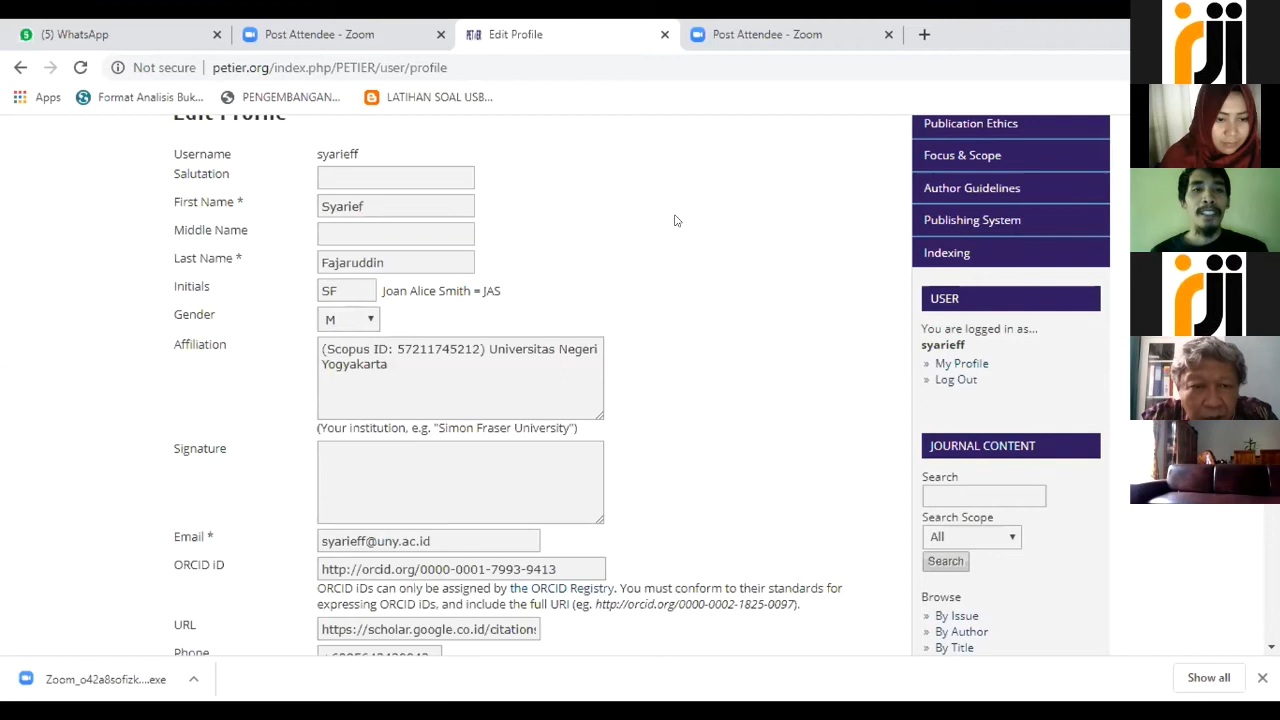 (5) WhatsApp
Post Attendee - Zoom
Edit Profile
Post Attendee - Zoom
Not secure
petier.org/index.php/PETIER/user/profile
Apps
Format Analisis Buk...
PENGEMBANGAN...
LATIHAN SOAL USB...
Edit Profile
Username
syarieff
Salutation
First Name *
Syarief
Middle Name
Last Name *
Fajaruddin
Initials
SF
Joan Alice Smith = JAS
Gender
M
Affiliation
(Scopus ID: 57211745212) Universitas Negeri
Yogyakarta
(Your institution, e.g. "Simon Fraser University")
Signature
Email *
syarieff@uny.ac.id
ORCID iD
http://orcid.org/0000-0001-7993-9413
ORCID iDs can only be assigned by the ORCID Registry. You must conform to their standards for
expressing ORCID iDs, and include the full URI (eg. http://orcid.org/0000-0002-1825-0097).
URL
https://scholar.google.co.id/citations
Phone
Publication Ethics
Focus & Scope
Author Guidelines
Publishing System
Indexing
USER
You are logged in as...
syarieff
» My Profile
» Log Out
JOURNAL CONTENT
Search
Search Scope
All
Search
Browse
» By Issue
» By Author
» By Title
Zoom_o42a8sofizk....exe
Show all
rji
rji